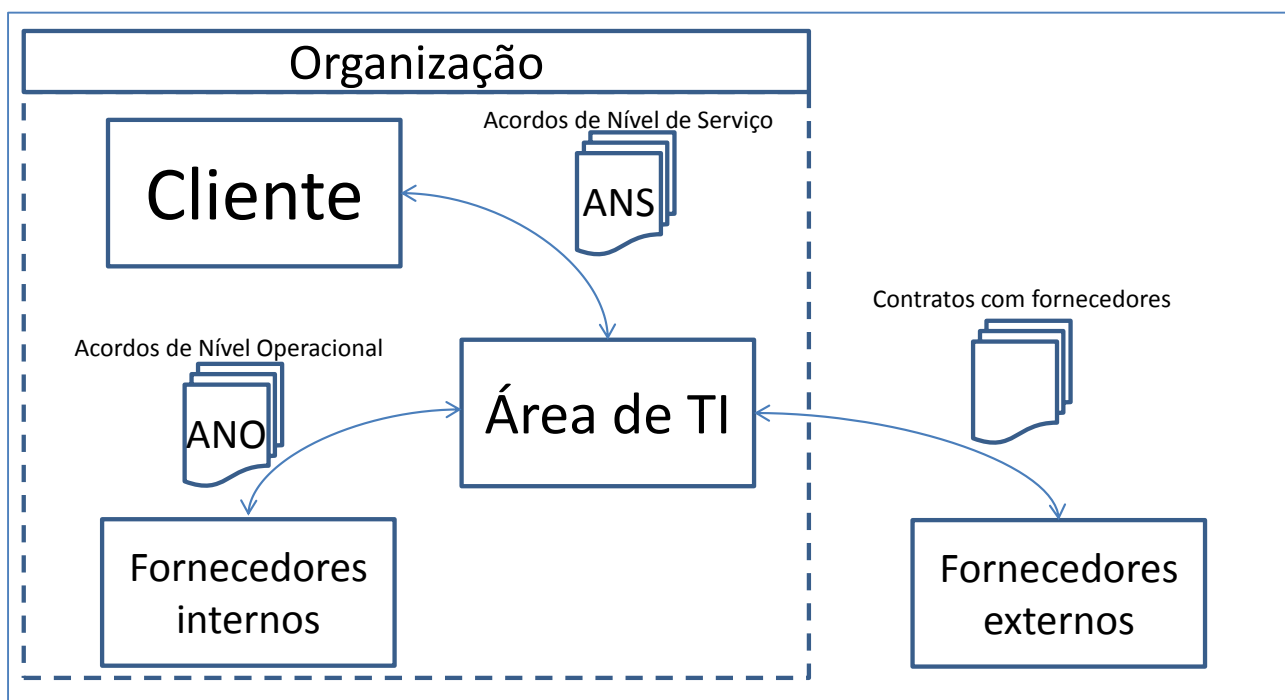 Organização
Acordos de Nível de Serviço
Cliente
ANS
Contratos com fornecedores
Acordos de Nível Operacional
Área de TI
ANO
Fornecedores
internos
Fornecedores
externos